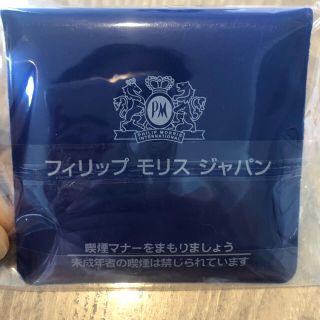 PM
PHILIP MORRIS
INTERNATIONAL
フィリップ モリス ジャパン
喫煙マナーをまもりましょう
未成年者の喫煙は禁じられています